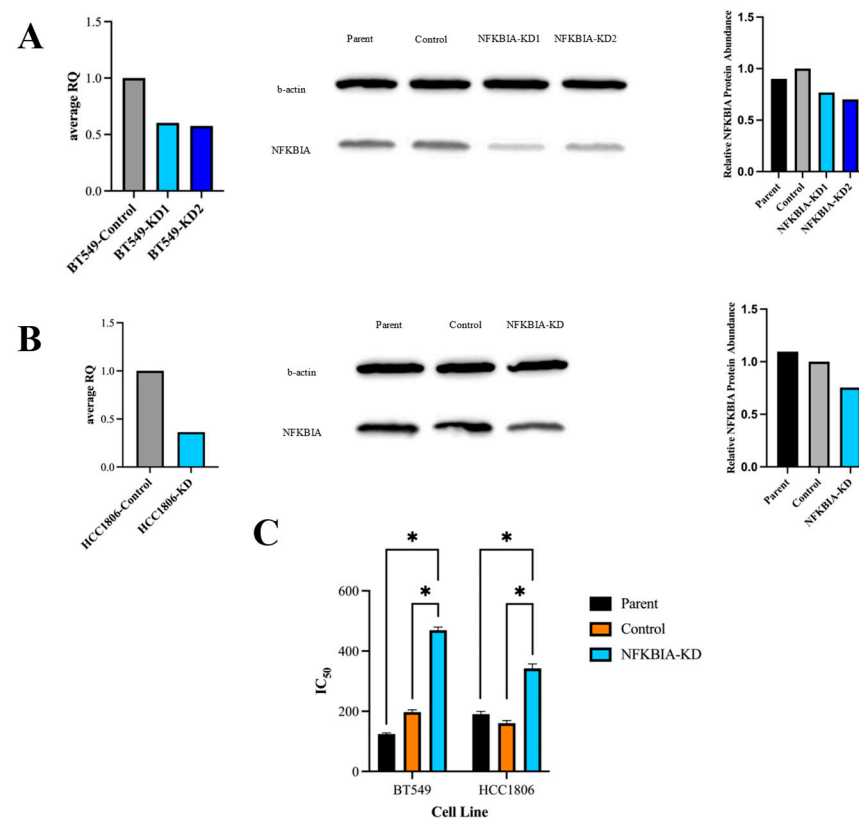 A
1.5
1.0
0.5
0.0
average RQ
BT549-Control
BT549-KD1
BT549-KD2
Parent Control NFKBIA-KD1 NFKBIA-KD2
b-actin
NFKBIA
1.5
1.0
0.5
0.0
Relative NFKBIA Protein Abundance
Parent
Control
NFKBIA-KD1
NFKBIA-KD2
B
1.5
1.0
0.5
0.0
average RQ
HCC1806-Control
HCC1806-KD
Parent Control NFKBIA-KD
b-actin
NFKBIA
1.5
1.0
0.5
0.0
Relative NFKBIA Protein Abundance
Parent
Control
NFKBIA-KD
C
* *
* *
600
400
200
0
IC50
BT549 HCC1806
Cell Line
Parent
Control
NFKBIA-KD